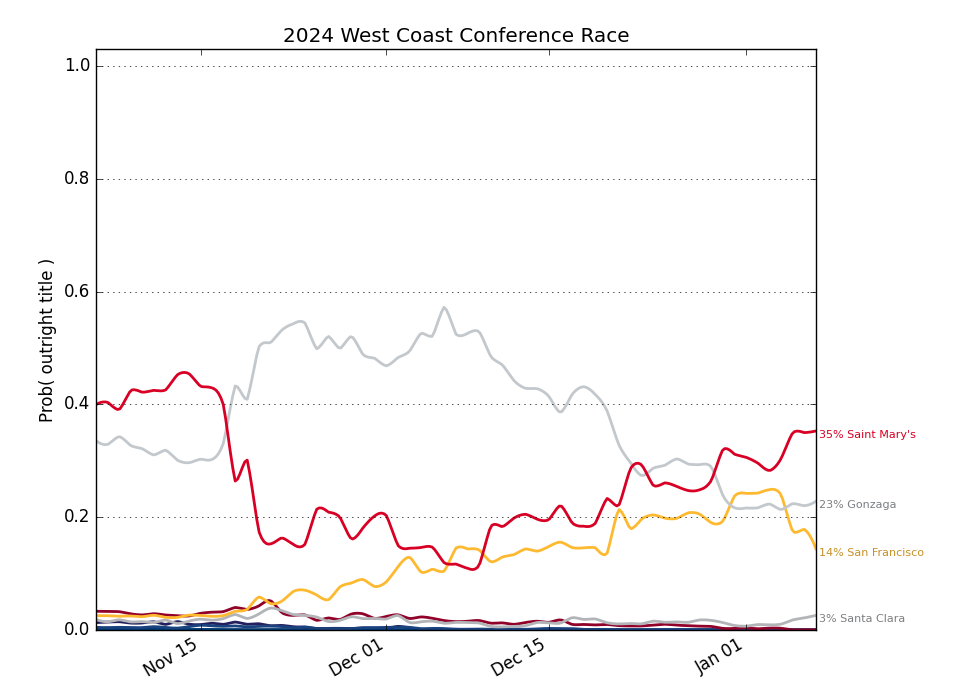 2024 West Coast Conference Race
Prob( outright title )
1.0
0.8
0.6
0.4
0.2
0.0
35% Saint Mary's
23% Gonzaga
14% San Francisco
3% Santa Clara
Nov 15
Dec 01
Dec 15
Jan 01